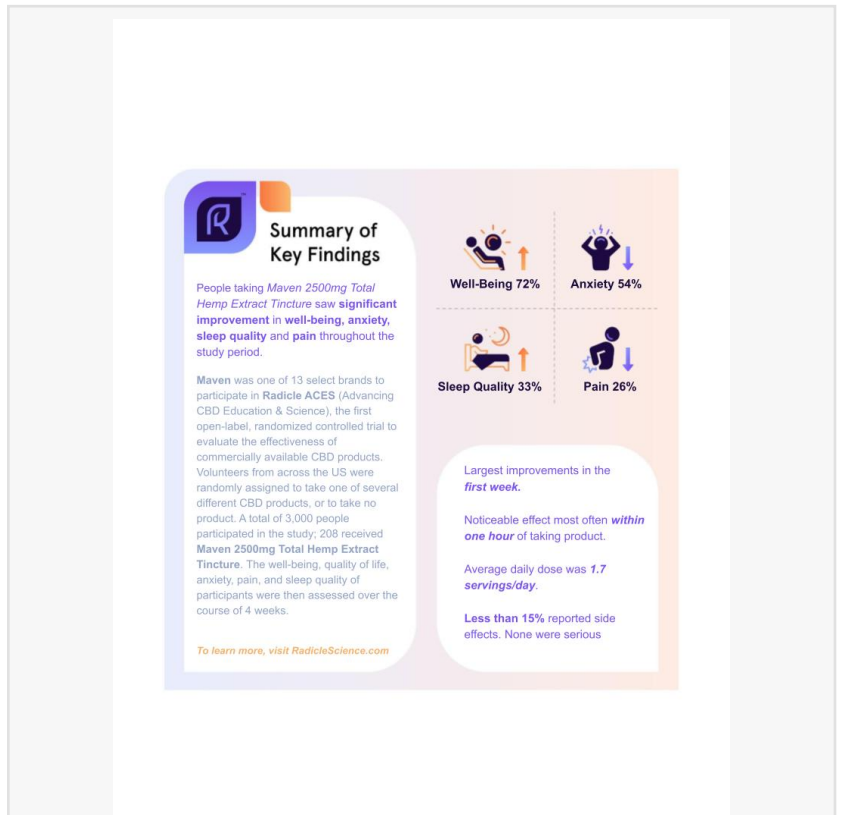 Summary of
Key Findings
People taking Maven 2500mg Total
Hemp Extract Tincture saw significant
improvement in well-being, anxiety,
sleep quality and pain throughout the
study period.
Maven was one of 13 select brands to
participate in Radicle ACES (Advancing
CBD Education & Science), the first
open-label, randomized controlled trial to
evaluate the effectiveness of
commercially available CBD products.
Volunteers from across the US were
randomly assigned to take one of several
different CBD products, or to take no
product. A total of 3,000 people
participated in the study; 208 received
Maven 2500mg Total Hemp Extract
Tincture. The well-being, quality of life,
anxiety, pain, and sleep quality of
participants were then assessed over the
course of 4 weeks.
To learn more, visit RadicleScience.com
Well-Being 72%
Anxiety 54%
Sleep Quality 33%
Pain 26%
Largest improvements in the
first week.
Noticeable effect most often within
one hour of taking product.
Average daily dose was 1.7
servings/day.
Less than 15% reported side
effects. None were serious